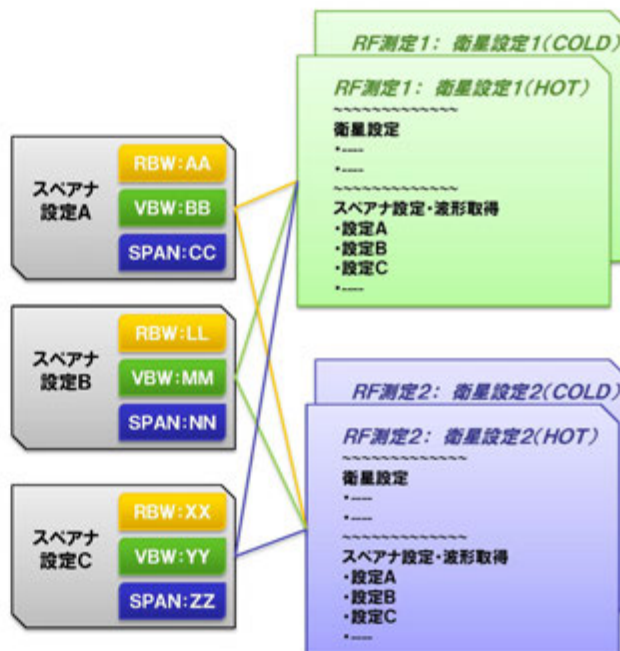 スペアナ
設定A
RBW:AA
VBW:BB
SPAN:CC
スペアナ
設定B
RBW:LL
VBW:MM
SPAN:NN
スペアナ
設定C
RBW:XX
VBW:YY
SPAN:ZZ
RF測定1: 衛星設定1(COLD)
RF測定1: 衛星設定1(HOT)
~~~~~~~~~~~~~
衛星設定
・----
・----
~~~~~~~~~~~~~
スペアナ設定・波形取得
・設定A
・設定B
・設定C
・----
RF測定2: 衛星設定2(COLD)
RF測定2: 衛星設定2(HOT)
~~~~~~~~~~~~~
衛星設定
・----
・----
~~~~~~~~~~~~~
スペアナ設定・波形取得
・設定A
・設定B
・設定C
・----